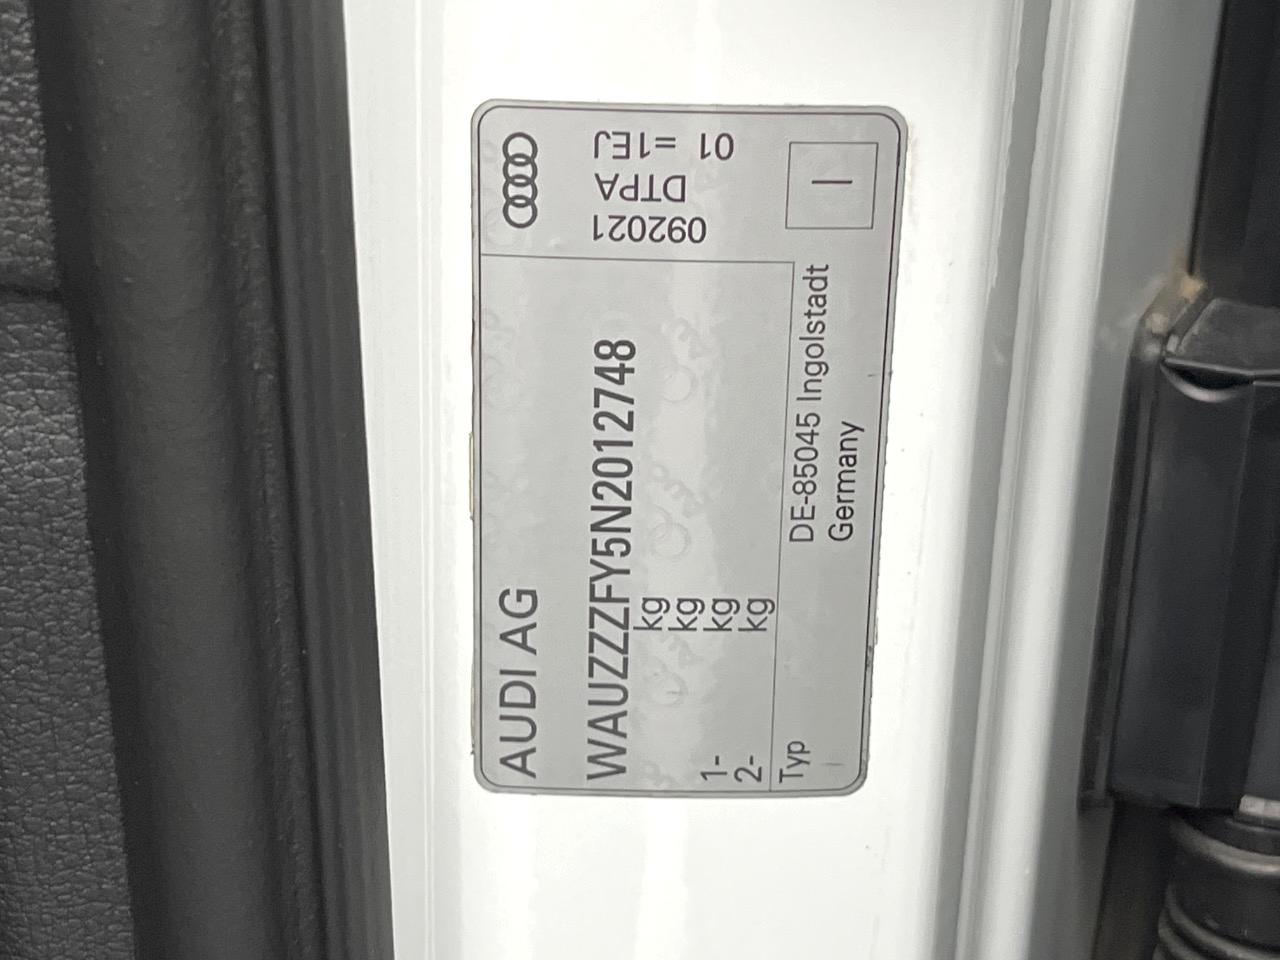 AUDI AG
WAUZZZFY5N2012748
kg
kg
1- kg
2- kg
Typ
DE-85045 Ingolstadt
Germany
092021
DTPA
01 =1EJ